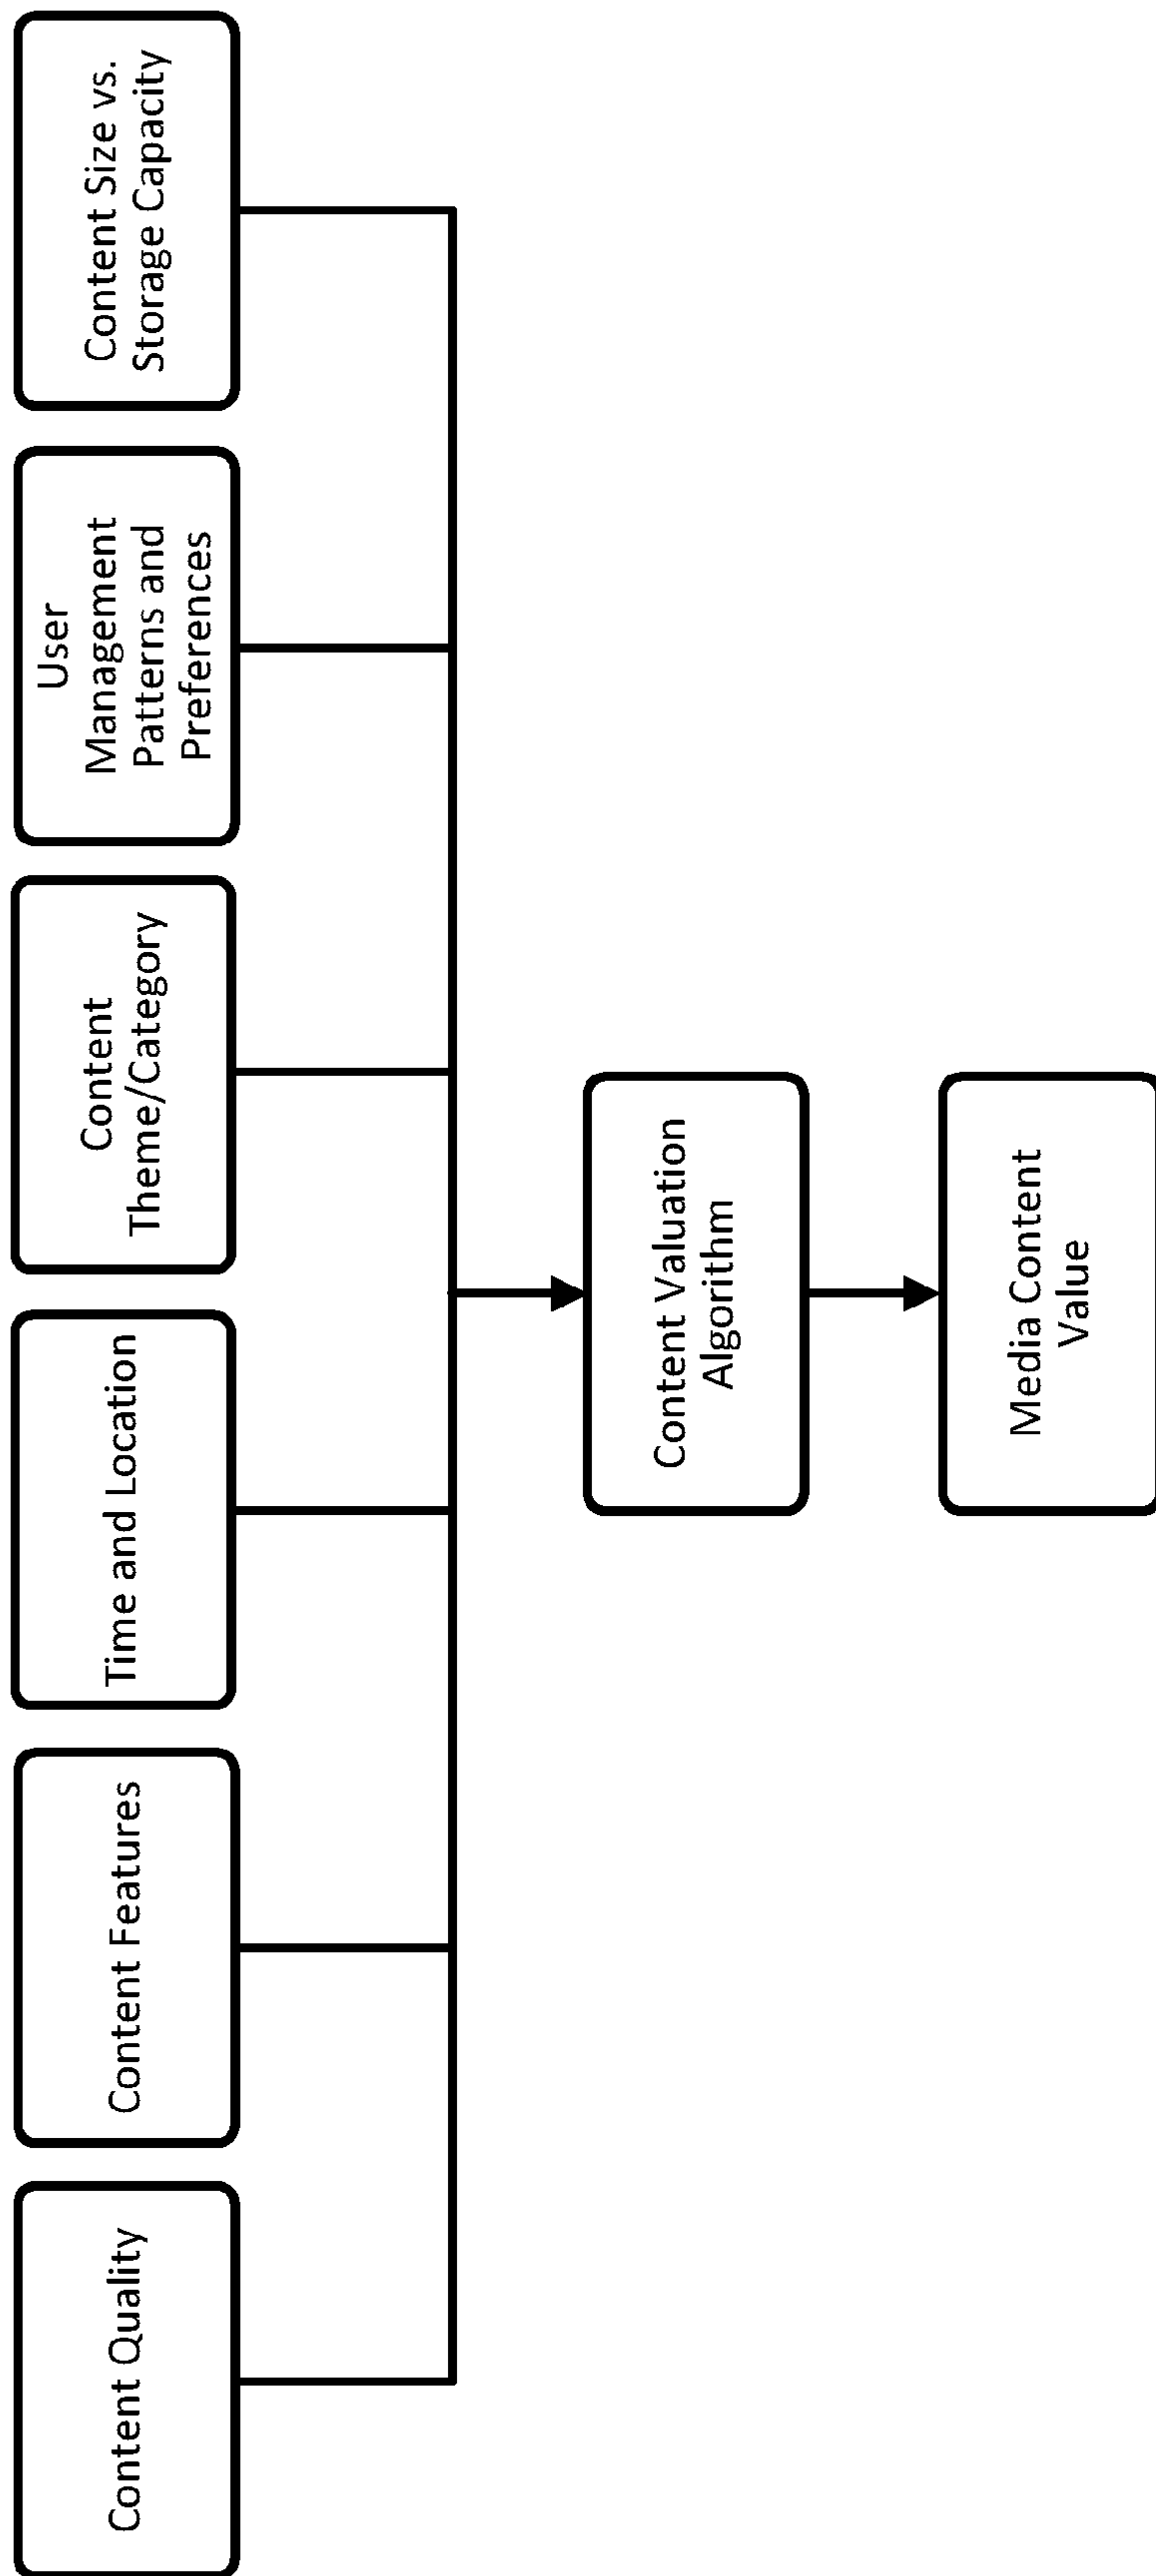 Content Quality
Content Features
Time and Location
Content
Theme/Category
User
Management
Patterns and
Preferences
Content Size vs.
Storage Capacity
Content Valuation
Algorithm
Media Content
Value